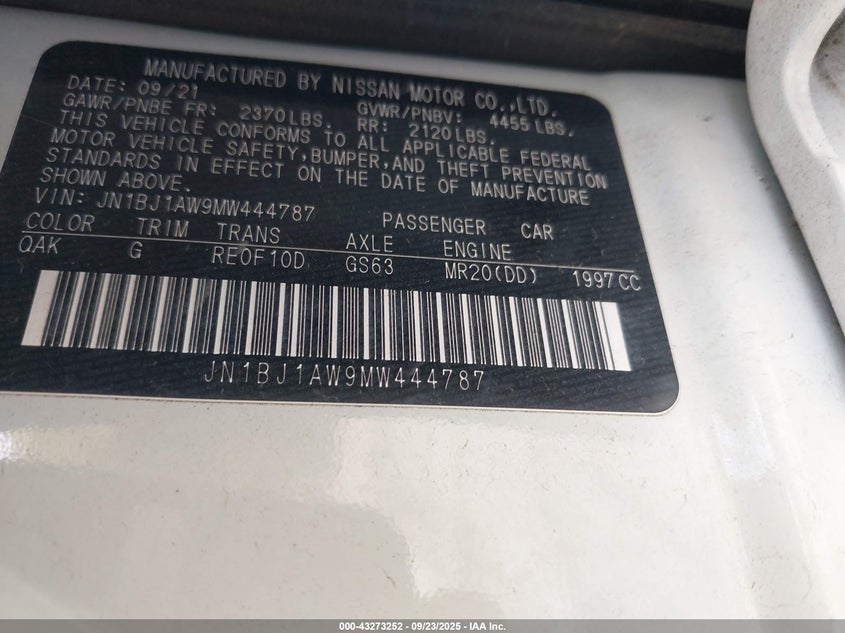 MANUFACTURED BY NISSAN MOTOR CO.,LTD.
DATE: 09/21
GAWR/PNBE FR: 2370LBS. GVWR/PNBV: 4455LBS.
RR: 2120LBS.
THIS VEHICLE CONFORMS TO ALL APPLICABLE FEDERAL
MOTOR VEHICLE SAFETY,BUMPER,AND THEFT PREVENTION
STANDARDS IN EFFECT ON THE DATE OF MANUFACTURE
SHOWN ABOVE.
VIN: JN1BJ1AW9MW444787 PASSENGER CAR
COLOR TRIM TRANS AXLE ENGINE
QAK G RE0F10D GS63 MR20(DD) 1997CC
JN1BJ1AW9MW444787
000-43273252 - 09/23/2025 - IAA Inc.